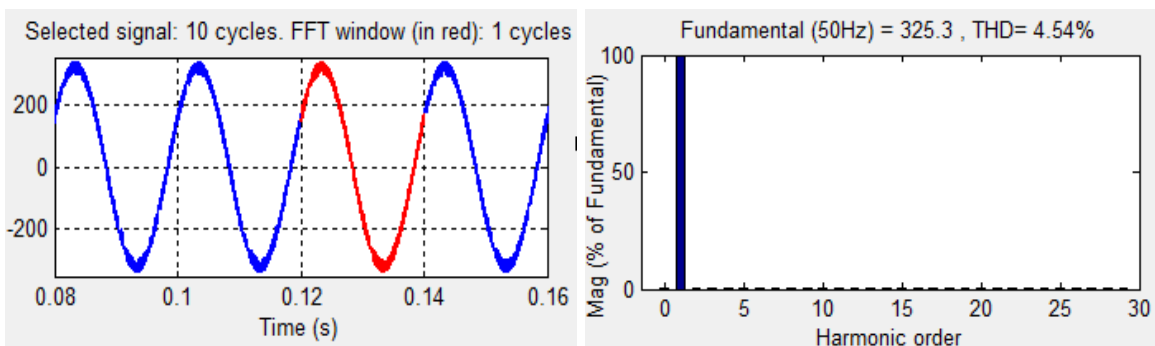 Selected signal: 10 cycles. FFT window (in red): 1 cycles
200
0
-200
0.08 0.1 0.12 0.14 0.16
Time (s)
Fundamental (50Hz) = 325.3 , THD= 4.54%
Mag (% of Fundamental)
100
50
0
0 5 10 15 20 25 30
Harmonic order